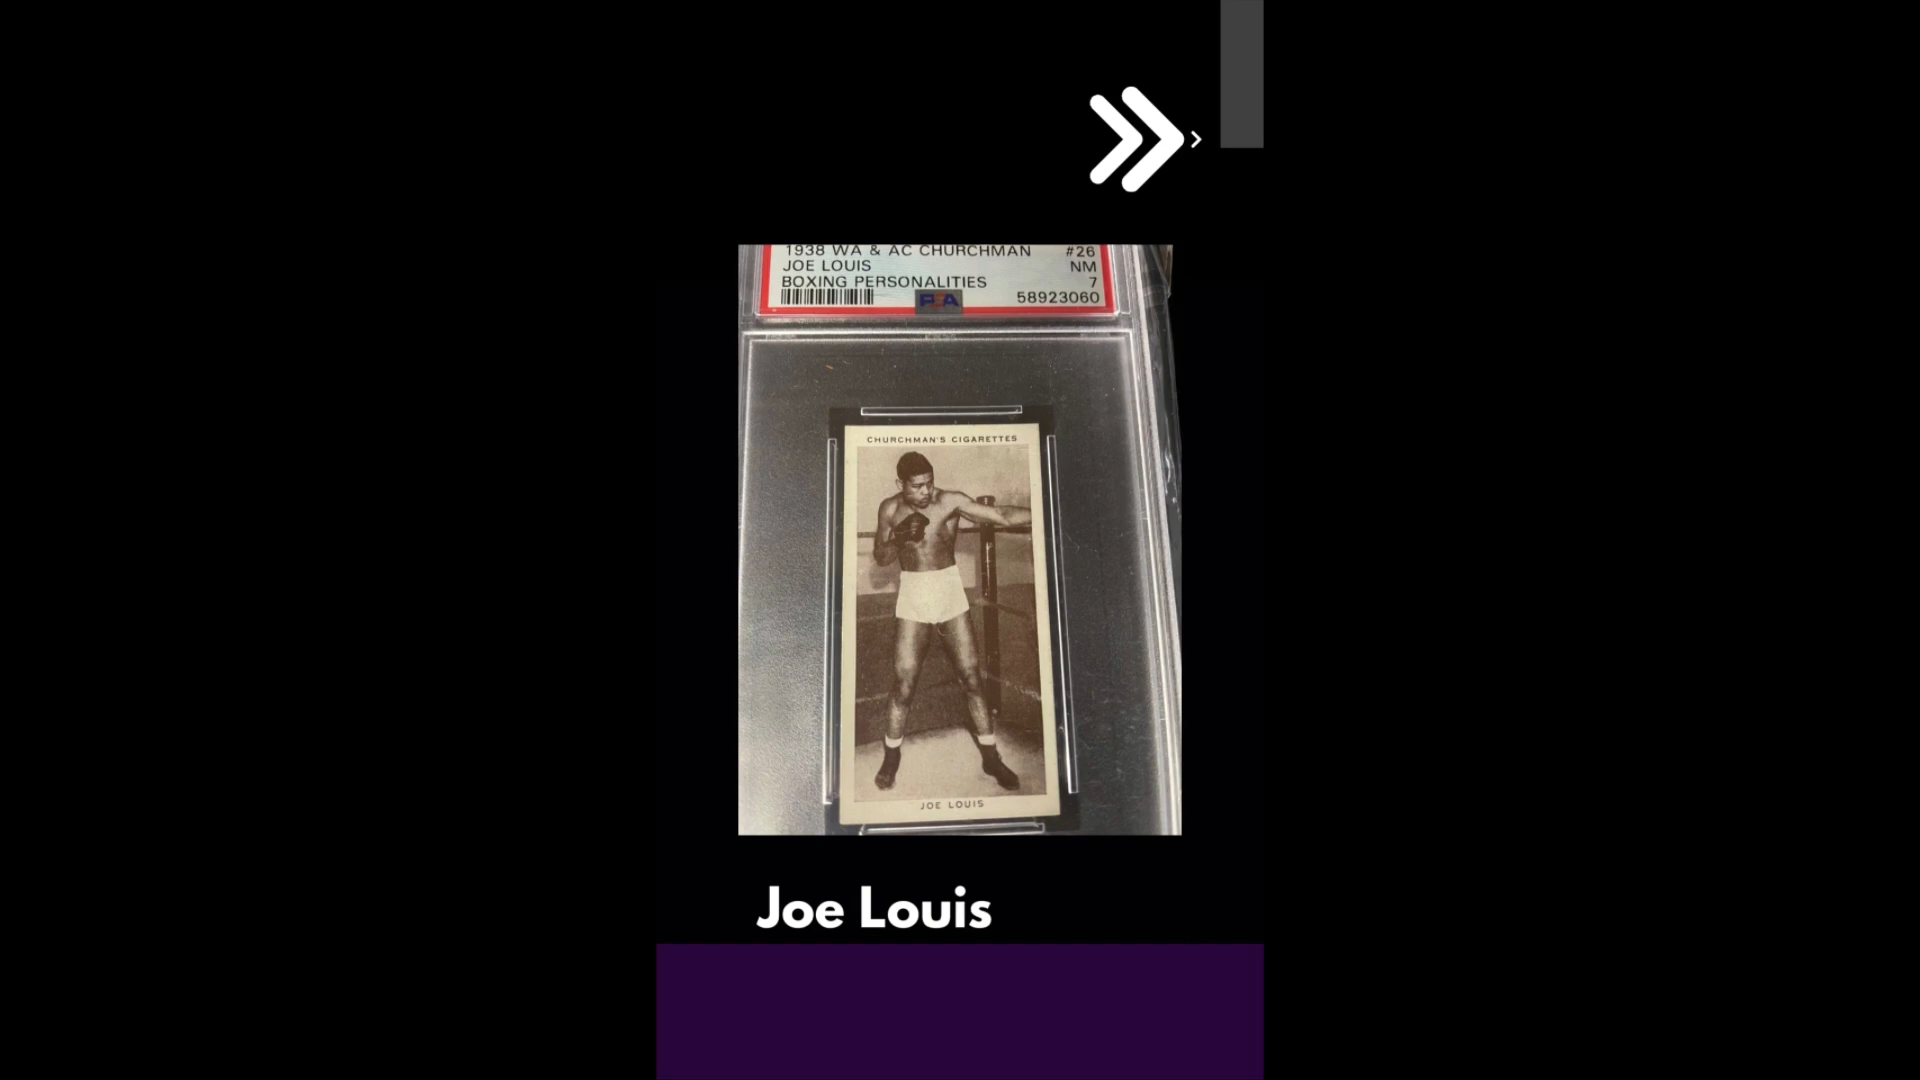 1938 WA & AC CHURCHMAN #26
JOE LOUIS NM
BOXING PERSONALITIES 7
PSA 58923060
CHURCHMAN'S CIGARETTES
JOE LOUIS
Joe Louis